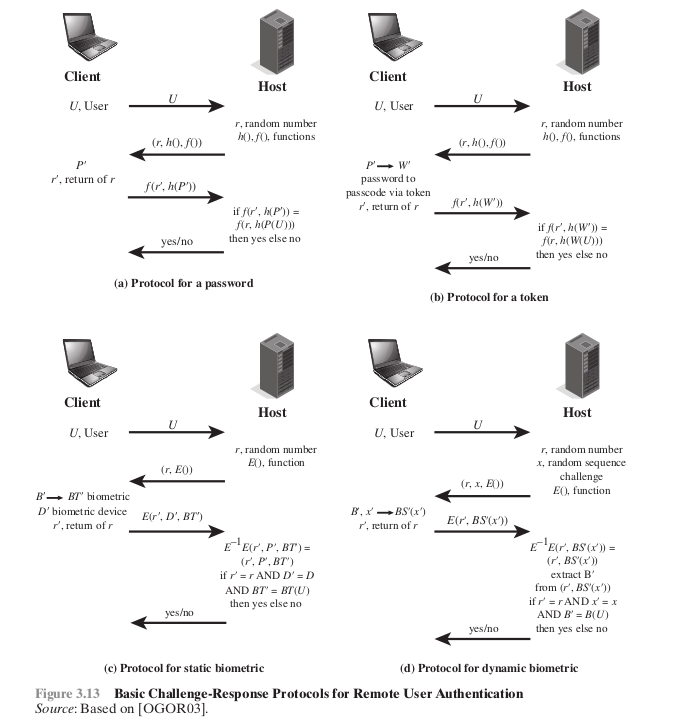 Client
Host
U, User
U
r, random number
h(), f(), functions
(r, h(), f())
P′
r′, return of r
f(r′, h(P′))
if f(r′, h(P′)) =
f(r, h(P(U)))
then yes else no
yes/no
(a) Protocol for a password
Client
Host
U, User
U
r, random number
h(), f(), functions
(r, h(), f())
P′ → W′
password to
passcode via token
r′, return of r
f(r′, h(W′))
if f(r′, h(W′)) =
f(r, h(W(U)))
then yes else no
yes/no
(b) Protocol for a token
Client
Host
U, User
U
r, random number
E(), function
(r, E())
B′ → BT′ biometric
D′ biometric device
r′, return of r
E(r′, D′, BT′)
E⁻¹E(r′, P′, BT′) =
(r′, P′, BT′)
if r′ = r AND D′ = D
AND BT′ = BT(U)
then yes else no
yes/no
(c) Protocol for static biometric
Client
Host
U, User
U
r, random number
x, random sequence
challenge
E(), function
(r, x, E())
B′, x′ → BS′(x′)
r′, return of r
E(r′, BS′(x′))
E⁻¹E(r′, BS′(x′)) =
(r′, BS′(x′))
extract B′
from (r′, BS′(x′))
if r′ = r AND x′ = x
AND B′ = B(U)
then yes else no
yes/no
(d) Protocol for dynamic biometric
Figure 3.13 Basic Challenge-Response Protocols for Remote User Authentication
Source: Based on [OGOR03].